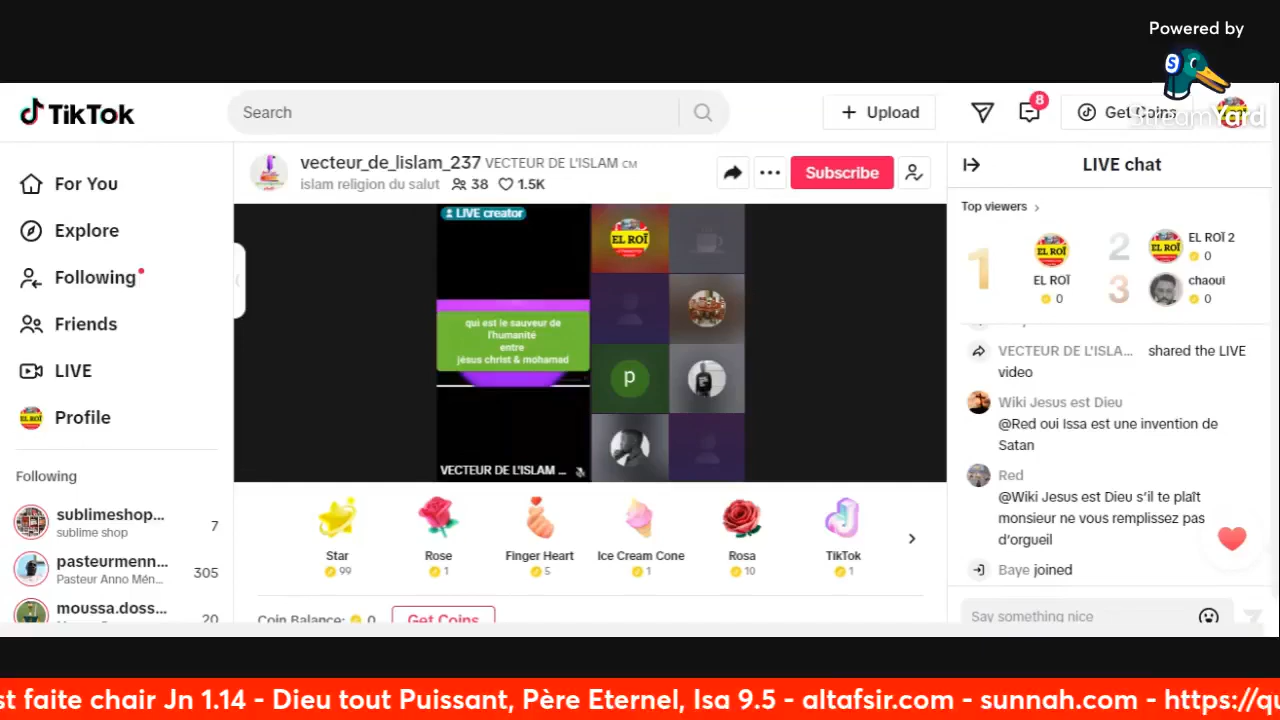 Powered by
StreamYard
TikTok
Search
Upload
8
Get Coins
For You
Explore
Following
Friends
LIVE
Profile
Following
sublimeshop...
sublime shop
7
pasteurmenn...
Pasteur Anno Mén...
305
moussa.doss...
20
vecteur_de_lislam_237 VECTEUR DE L'ISLAM CM
islam religion du salut 38 1.5K
Subscribe
LIVE creator
EL ROÏ
qui est le sauveur de
l'humanité
entre
jésus christ & mohamad
p
VECTEUR DE L'ISLAM ...
Star
99
Rose
1
Finger Heart
5
Ice Cream Cone
1
Rosa
10
TikTok
1
Coin Balance: 0
Get Coins
LIVE chat
Top viewers
1
EL ROÏ
EL ROÏ
0
2
EL ROÏ
EL ROÏ 2
0
3
chaoui
0
VECTEUR DE L'ISLA... shared the LIVE
video
Wiki Jesus est Dieu
@Red oui Issa est une invention de
Satan
Red
@Wiki Jesus est Dieu s'il te plaît
monsieur ne vous remplissez pas
d'orgueil
Baye joined
Say something nice
st faite chair Jn 1.14 - Dieu tout Puissant, Père Eternel, Isa 9.5 - altafsir.com - sunnah.com - https://qu